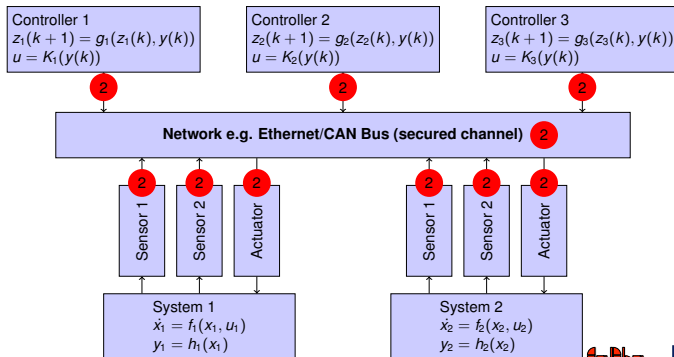 Controller 1
z₁(k + 1) = g₁(z₁(k), y(k))
u = K₁(y(k))
Controller 2
z₂(k + 1) = g₂(z₂(k), y(k))
u = K₂(y(k))
Controller 3
z₃(k + 1) = g₃(z₃(k), y(k))
u = K₃(y(k))
2
2
2
Network e.g. Ethernet/CAN Bus (secured channel) 2
2
2
2
2
2
2
Sensor 1
Sensor 2
Actuator
Sensor 1
Sensor 2
Actuator
System 1
ẋ₁ = f₁(x₁, u₁)
y₁ = h₁(x₁)
System 2
ẋ₂ = f₂(x₂, u₂)
y₂ = h₂(x₂)